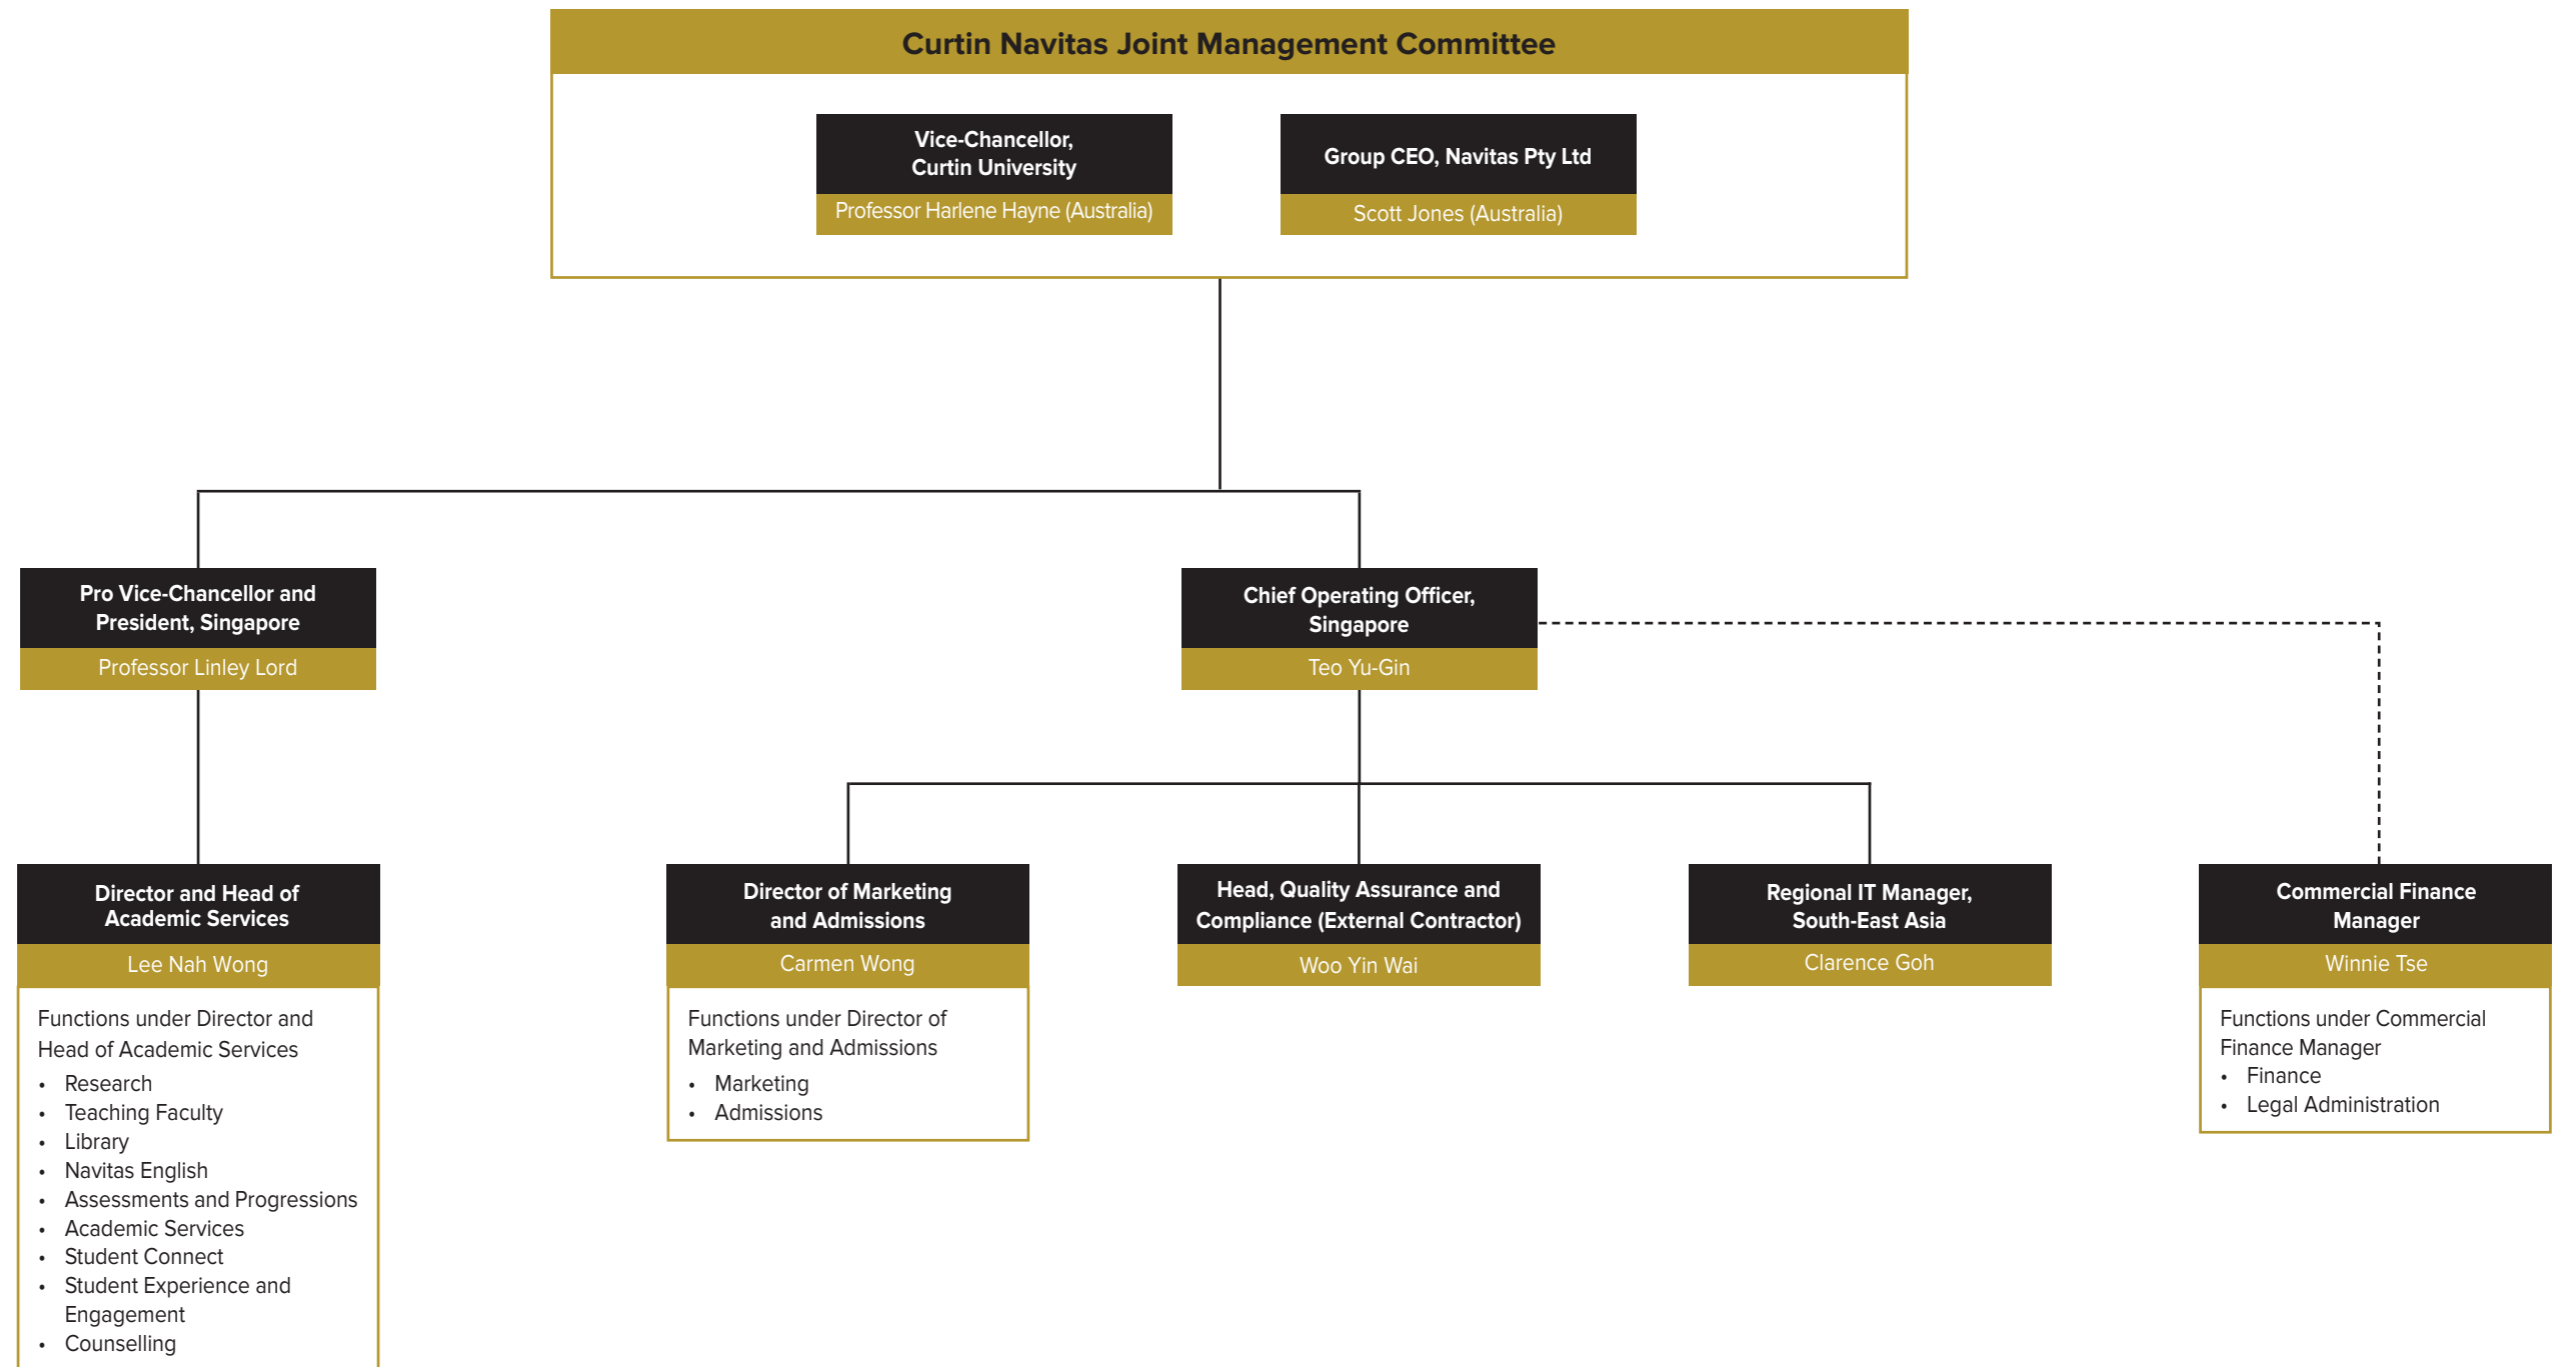 Curtin Navitas Joint Management Committee
Vice-Chancellor,
Curtin University
Professor Harlene Hayne (Australia)
Group CEO, Navitas Pty Ltd
Scott Jones (Australia)
Pro Vice-Chancellor and
President, Singapore
Professor Linley Lord
Chief Operating Officer,
Singapore
Teo Yu-Gin
Director and Head of
Academic Services
Lee Nah Wong
Functions under Director and
Head of Academic Services
• Research
• Teaching Faculty
• Library
• Navitas English
• Assessments and Progressions
• Academic Services
• Student Connect
• Student Experience and
Engagement
• Counselling
Director of Marketing
and Admissions
Carmen Wong
Functions under Director of
Marketing and Admissions
• Marketing
• Admissions
Head, Quality Assurance and
Compliance (External Contractor)
Woo Yin Wai
Regional IT Manager,
South-East Asia
Clarence Goh
Commercial Finance
Manager
Winnie Tse
Functions under Commercial
Finance Manager
• Finance
• Legal Administration